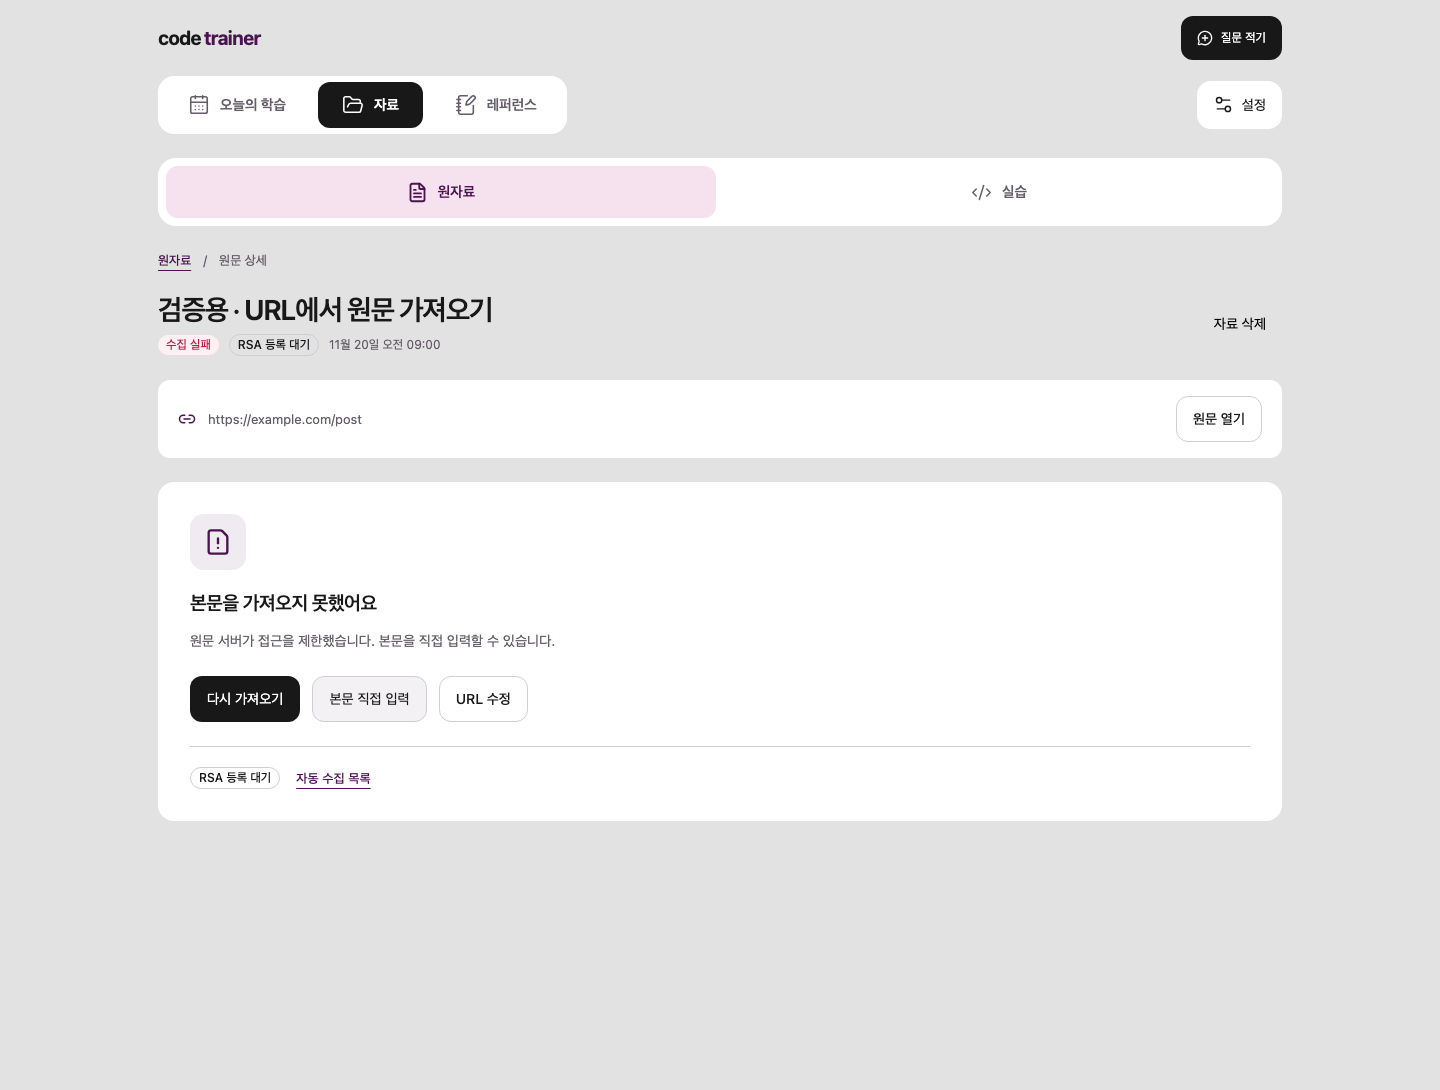 code trainer
질문 적기
오늘의 학습
자료
레퍼런스
설정
원자료
실습
원자료 / 원문 상세
검증용 · URL에서 원문 가져오기
자료 삭제
수집 실패 RSA 등록 대기 11월 20일 오전 09:00
https://example.com/post
원문 열기
본문을 가져오지 못했어요
원문 서버가 접근을 제한했습니다. 본문을 직접 입력할 수 있습니다.
다시 가져오기
본문 직접 입력
URL 수정
RSA 등록 대기 자동 수집 목록